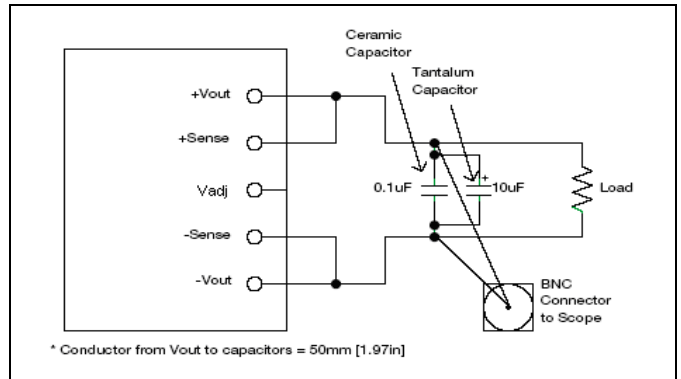 Ceramic
Capacitor
Tantalum
Capacitor
+Vout
+Sense
Vadj
-Sense
-Vout
0.1uF
+
10uF
Load
BNC
Connector
to Scope
* Conductor from Vout to capacitors = 50mm [1.97in]